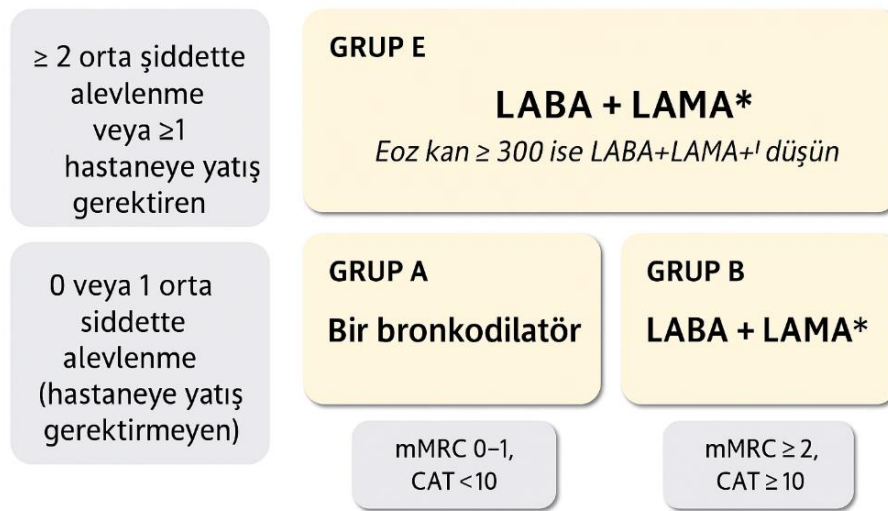 ≥ 2 orta şiddette
alevlenme
veya ≥1
hastaneye yatış
gerektiren
GRUP E
LABA + LAMA*
Eoz kan ≥ 300 ise LABA+LAMA+ᴵ düşün
0 veya 1 orta
siddette
alevlenme
(hastaneye yatış
gerektirmeyen)
GRUP A
Bir bronkodilatör
GRUP B
LABA + LAMA*
mMRC 0–1,
CAT <10
mMRC ≥ 2,
CAT ≥ 10